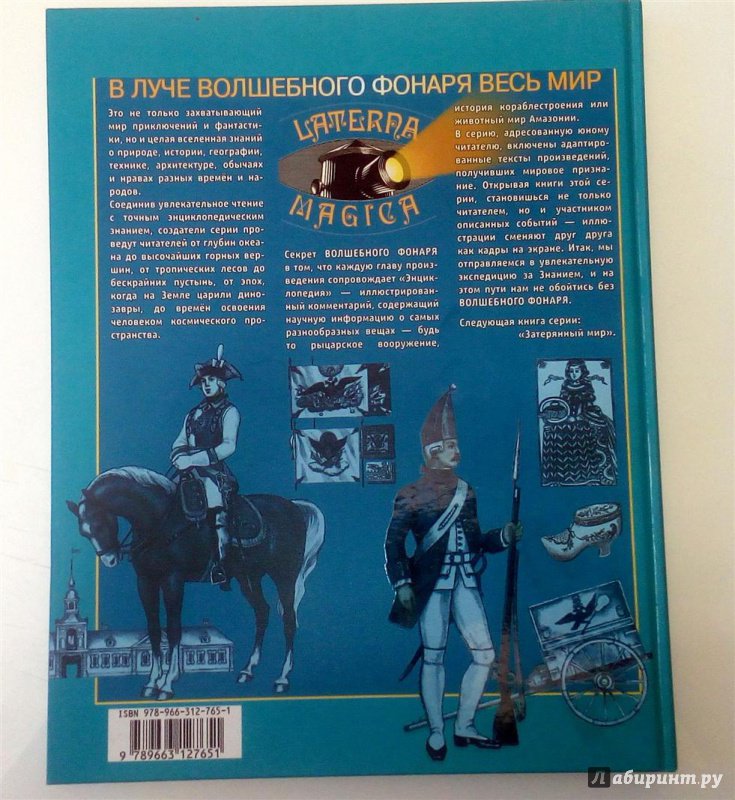 В ЛУЧЕ ВОЛШЕБНОГО ФОНАРЯ ВЕСЬ МИР
Это не только захватывающий
мир приключений и фантасти-
ки, но и целая вселенная знаний
о природе, истории, географии,
технике, архитектуре, обычаях
и нравах разных времён и на-
родов.
Соединив увлекательное чтение
с точным энциклопедическим
знанием, создатели серии про-
ведут читателей от глубин океа-
на до высочайших горных вер-
шин, от тропических лесов до
бескрайних пустынь, от эпох,
когда на Земле царили дино-
завры, до времён освоения
человеком космического про-
странства.
LATERNA
MAGICA
Секрет ВОЛШЕБНОГО ФОНАРЯ
в том, что каждую главу произ-
ведения сопровождает «Энцик-
лопедия» — иллюстрирован-
ный комментарий, содержащий
научную информацию о самых
разнообразных вещах — будь
то рыцарское вооружение,
история кораблестроения или
животный мир Амазонии.
В серию, адресованную юному
читателю, включены адаптиро-
ванные тексты произведений,
получивших мировое призна-
ние. Открывая книги этой се-
рии, становишься не только
читателем, но и участником
описанных событий — иллю-
страции сменяют друг друга
как кадры на экране. Итак, мы
отправляемся в увлекательную
экспедицию за Знанием, и на
этом пути нам не обойтись без
ВОЛШЕБНОГО ФОНАРЯ.
Следующая книга серии:
«Затерянный мир».
ISBN 978-966-312-765-1
9 789663 127651
Лабиринт.ру